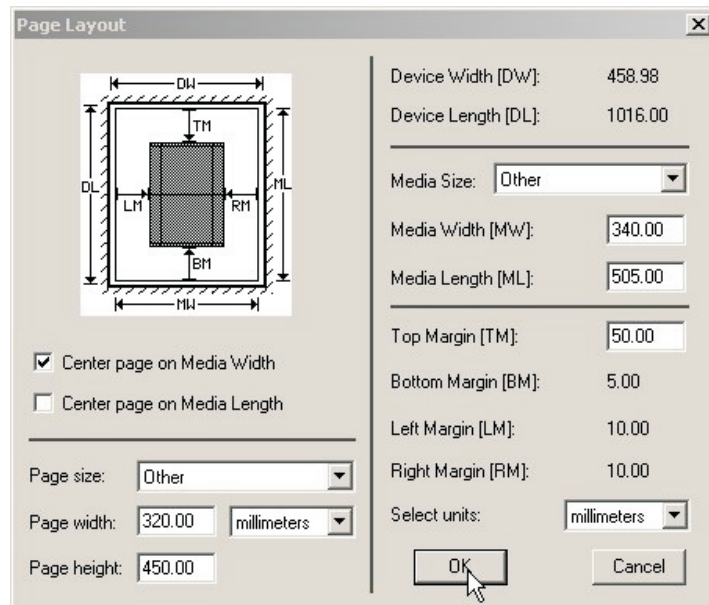 Page Layout
DW
TM
DL
ML
LM
RM
BM
MW
Center page on Media Width
Center page on Media Length
Page size: Other
Page width: 320.00 millimeters
Page height: 450.00
Device Width [DW]: 458.98
Device Length [DL]: 1016.00
Media Size: Other
Media Width [MW]: 340.00
Media Length [ML]: 505.00
Top Margin [TM]: 50.00
Bottom Margin [BM]: 5.00
Left Margin [LM]: 10.00
Right Margin [RM]: 10.00
Select units: millimeters
OK Cancel